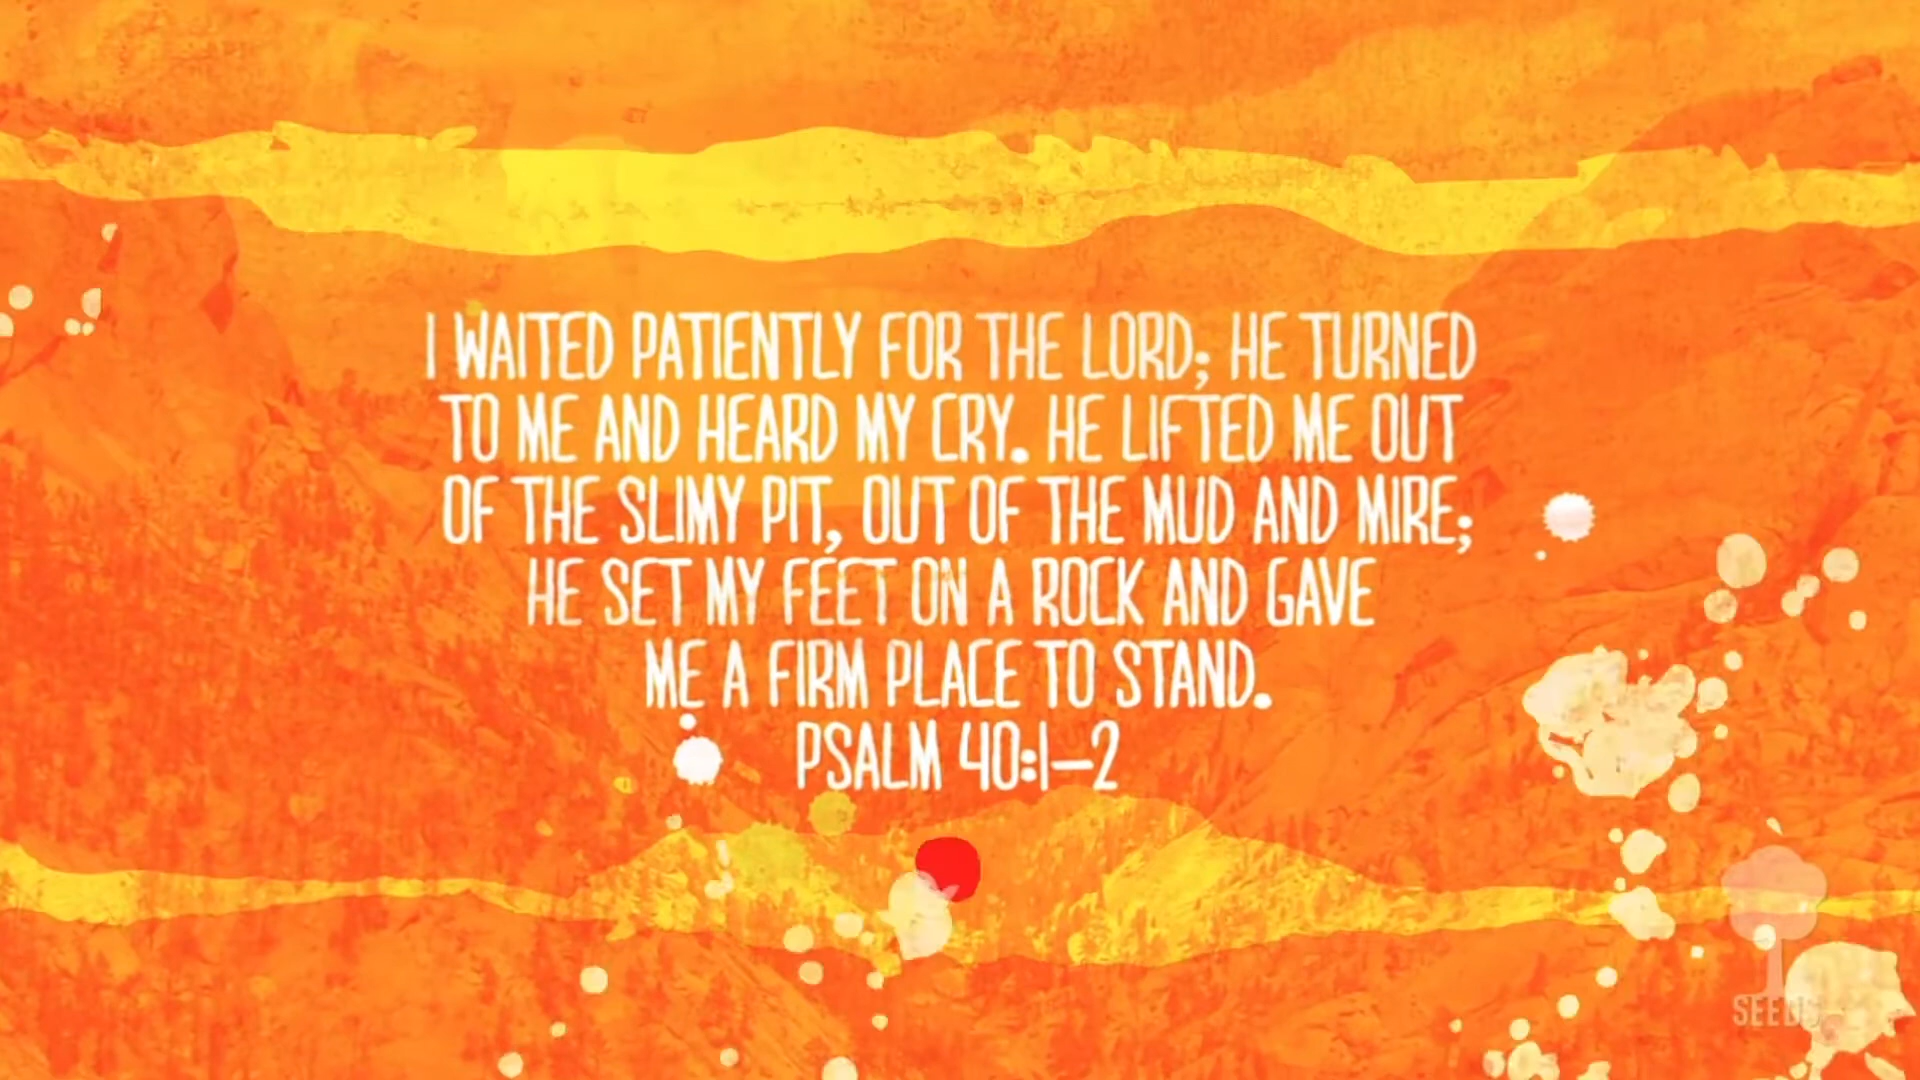 I WAITED PATIENTLY FOR THE LORD; HE TURNED
TO ME AND HEARD MY CRY. HE LIFTED ME OUT
OF THE SLIMY PIT, OUT OF THE MUD AND MIRE;
HE SET MY FEET ON A ROCK AND GAVE
ME A FIRM PLACE TO STAND.
PSALM 40:1–2
SEEDS